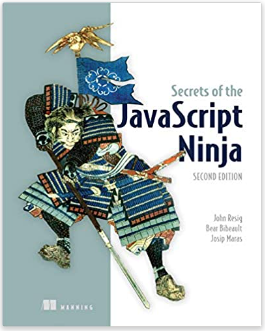 Secrets of the
JavaScript
Ninja
SECOND EDITION
John Resig
Bear Bibeault
Josip Maras
MANNING